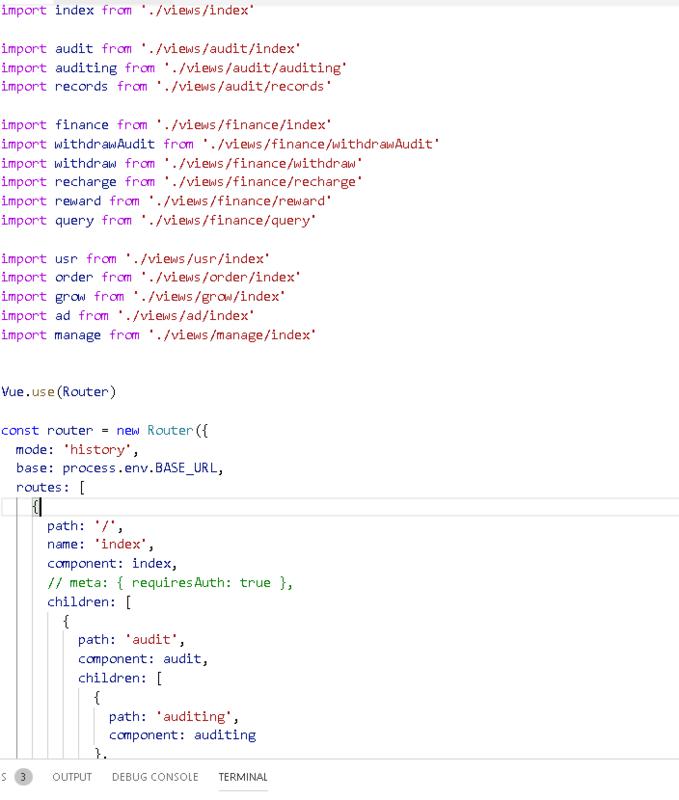 import index from './views/index'
import audit from './views/audit/index'
import auditing from './views/audit/auditing'
import records from './views/audit/records'
import finance from './views/finance/index'
import withdrawAudit from './views/finance/withdrawAudit'
import withdraw from './views/finance/withdraw'
import recharge from './views/finance/recharge'
import reward from './views/finance/reward'
import query from './views/finance/query'
import usr from './views/usr/index'
import order from './views/order/index'
import grow from './views/grow/index'
import ad from './views/ad/index'
import manage from './views/manage/index'
Vue.use(Router)
const router = new Router({
  mode: 'history',
  base: process.env.BASE_URL,
  routes: [
    {
      path: '/',
      name: 'index',
      component: index,
      // meta: { requiresAuth: true },
      children: [
        {
          path: 'audit',
          component: audit,
          children: [
            {
              path: 'auditing',
              component: auditing
            },
S 3 OUTPUT DEBUG CONSOLE TERMINAL